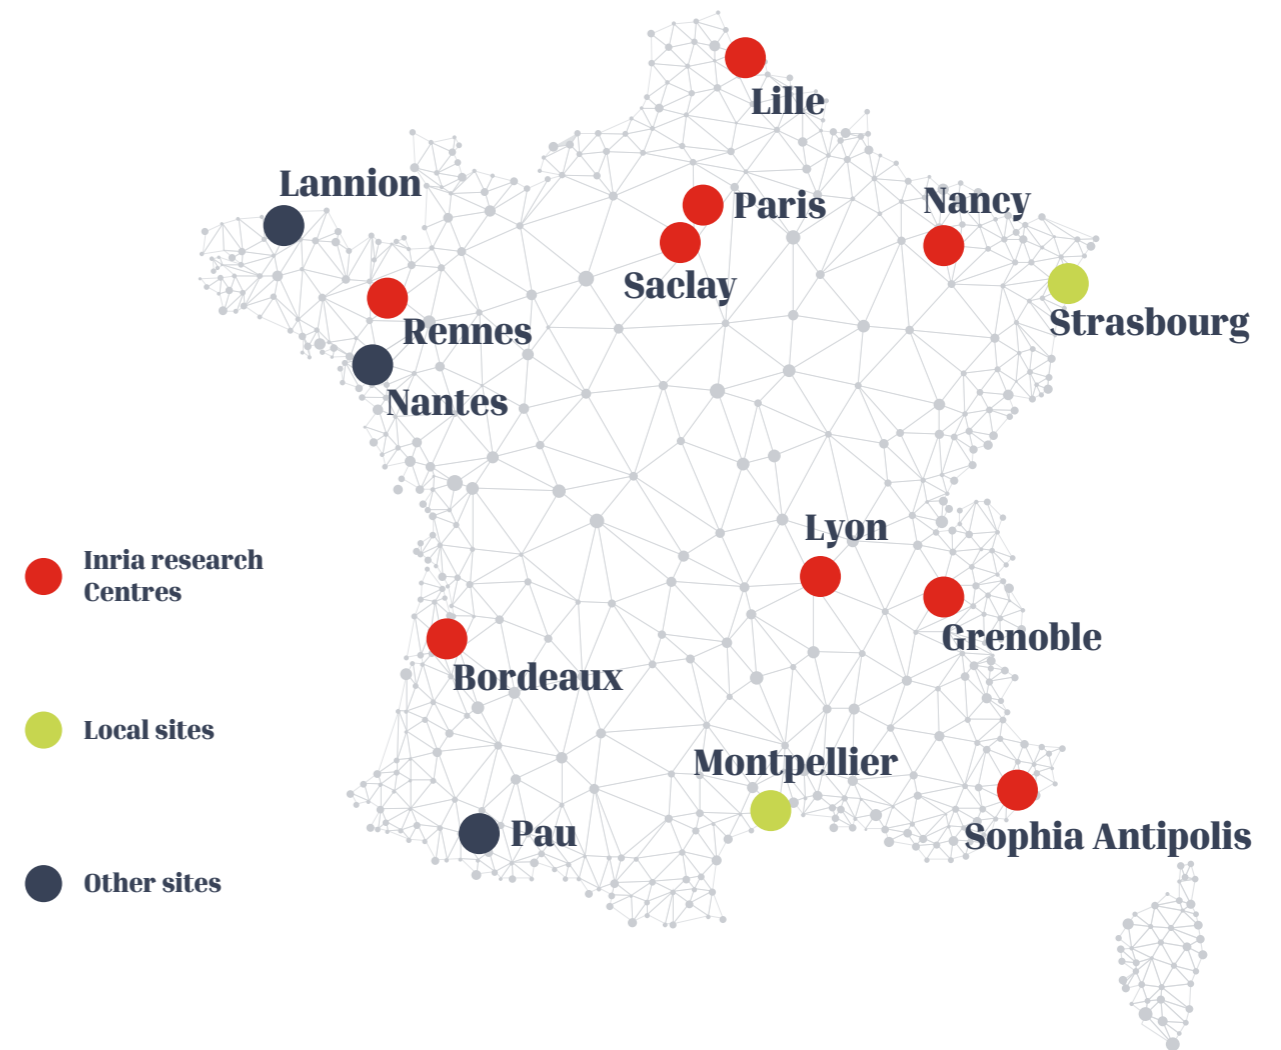 Lille
Lannion
Paris
Nancy
Saclay
Strasbourg
Rennes
Nantes
Lyon
Inria research
Centres
Grenoble
Bordeaux
Local sites
Montpellier
Pau
Sophia Antipolis
Other sites